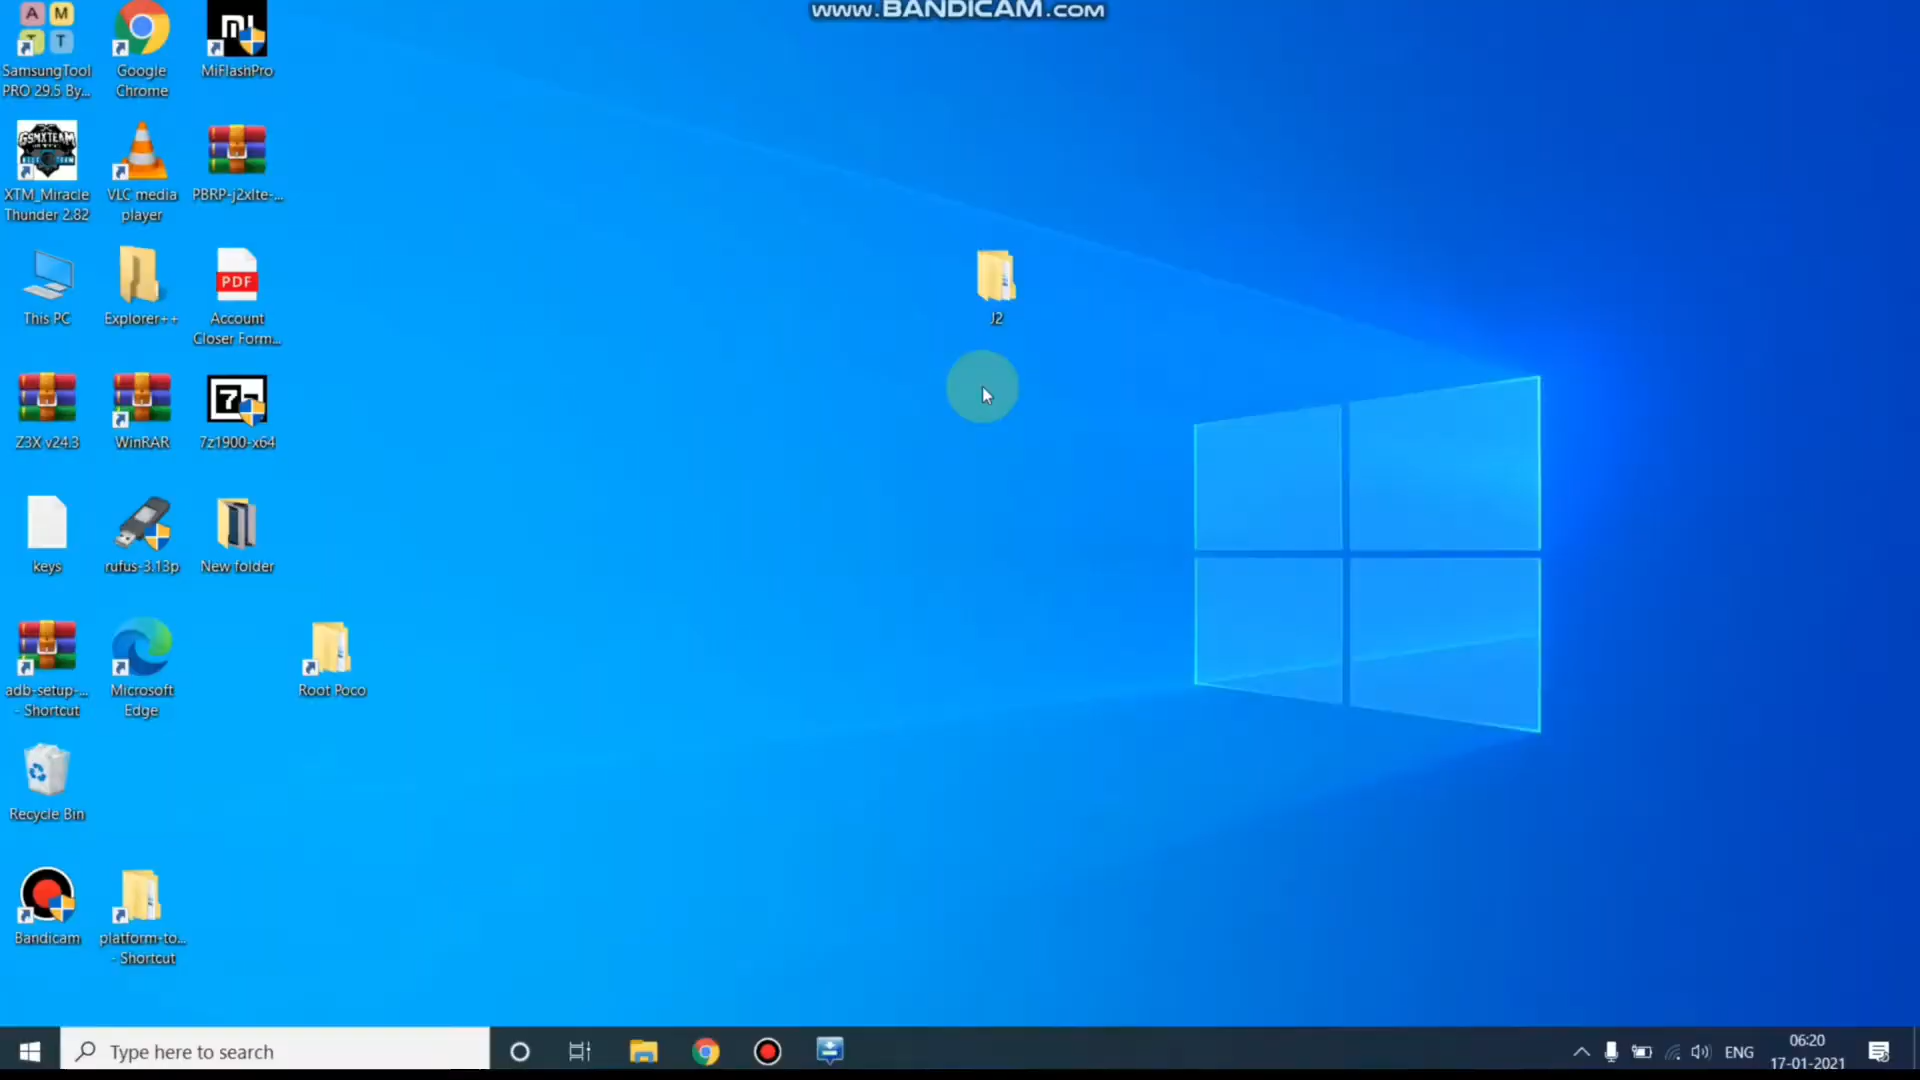 www.BANDICAM.com
A M
T T
SamsungTool
PRO 29.5 By...
Google
Chrome
MiFlashPro
GSMXTEAM
XTM_Miracle
Thunder 2.82
VLC media
player
PBRP-j2xlte-...
This PC
Explorer++
PDF
Account
Closer Form...
J2
Z3X v24.3
WinRAR
7z
7z1900-x64
keys
rufus-3.13p
New folder
adb-setup-...
- Shortcut
Microsoft
Edge
Root Poco
Recycle Bin
Bandicam
platform-to...
- Shortcut
Type here to search
ENG
06:20
17-01-2021